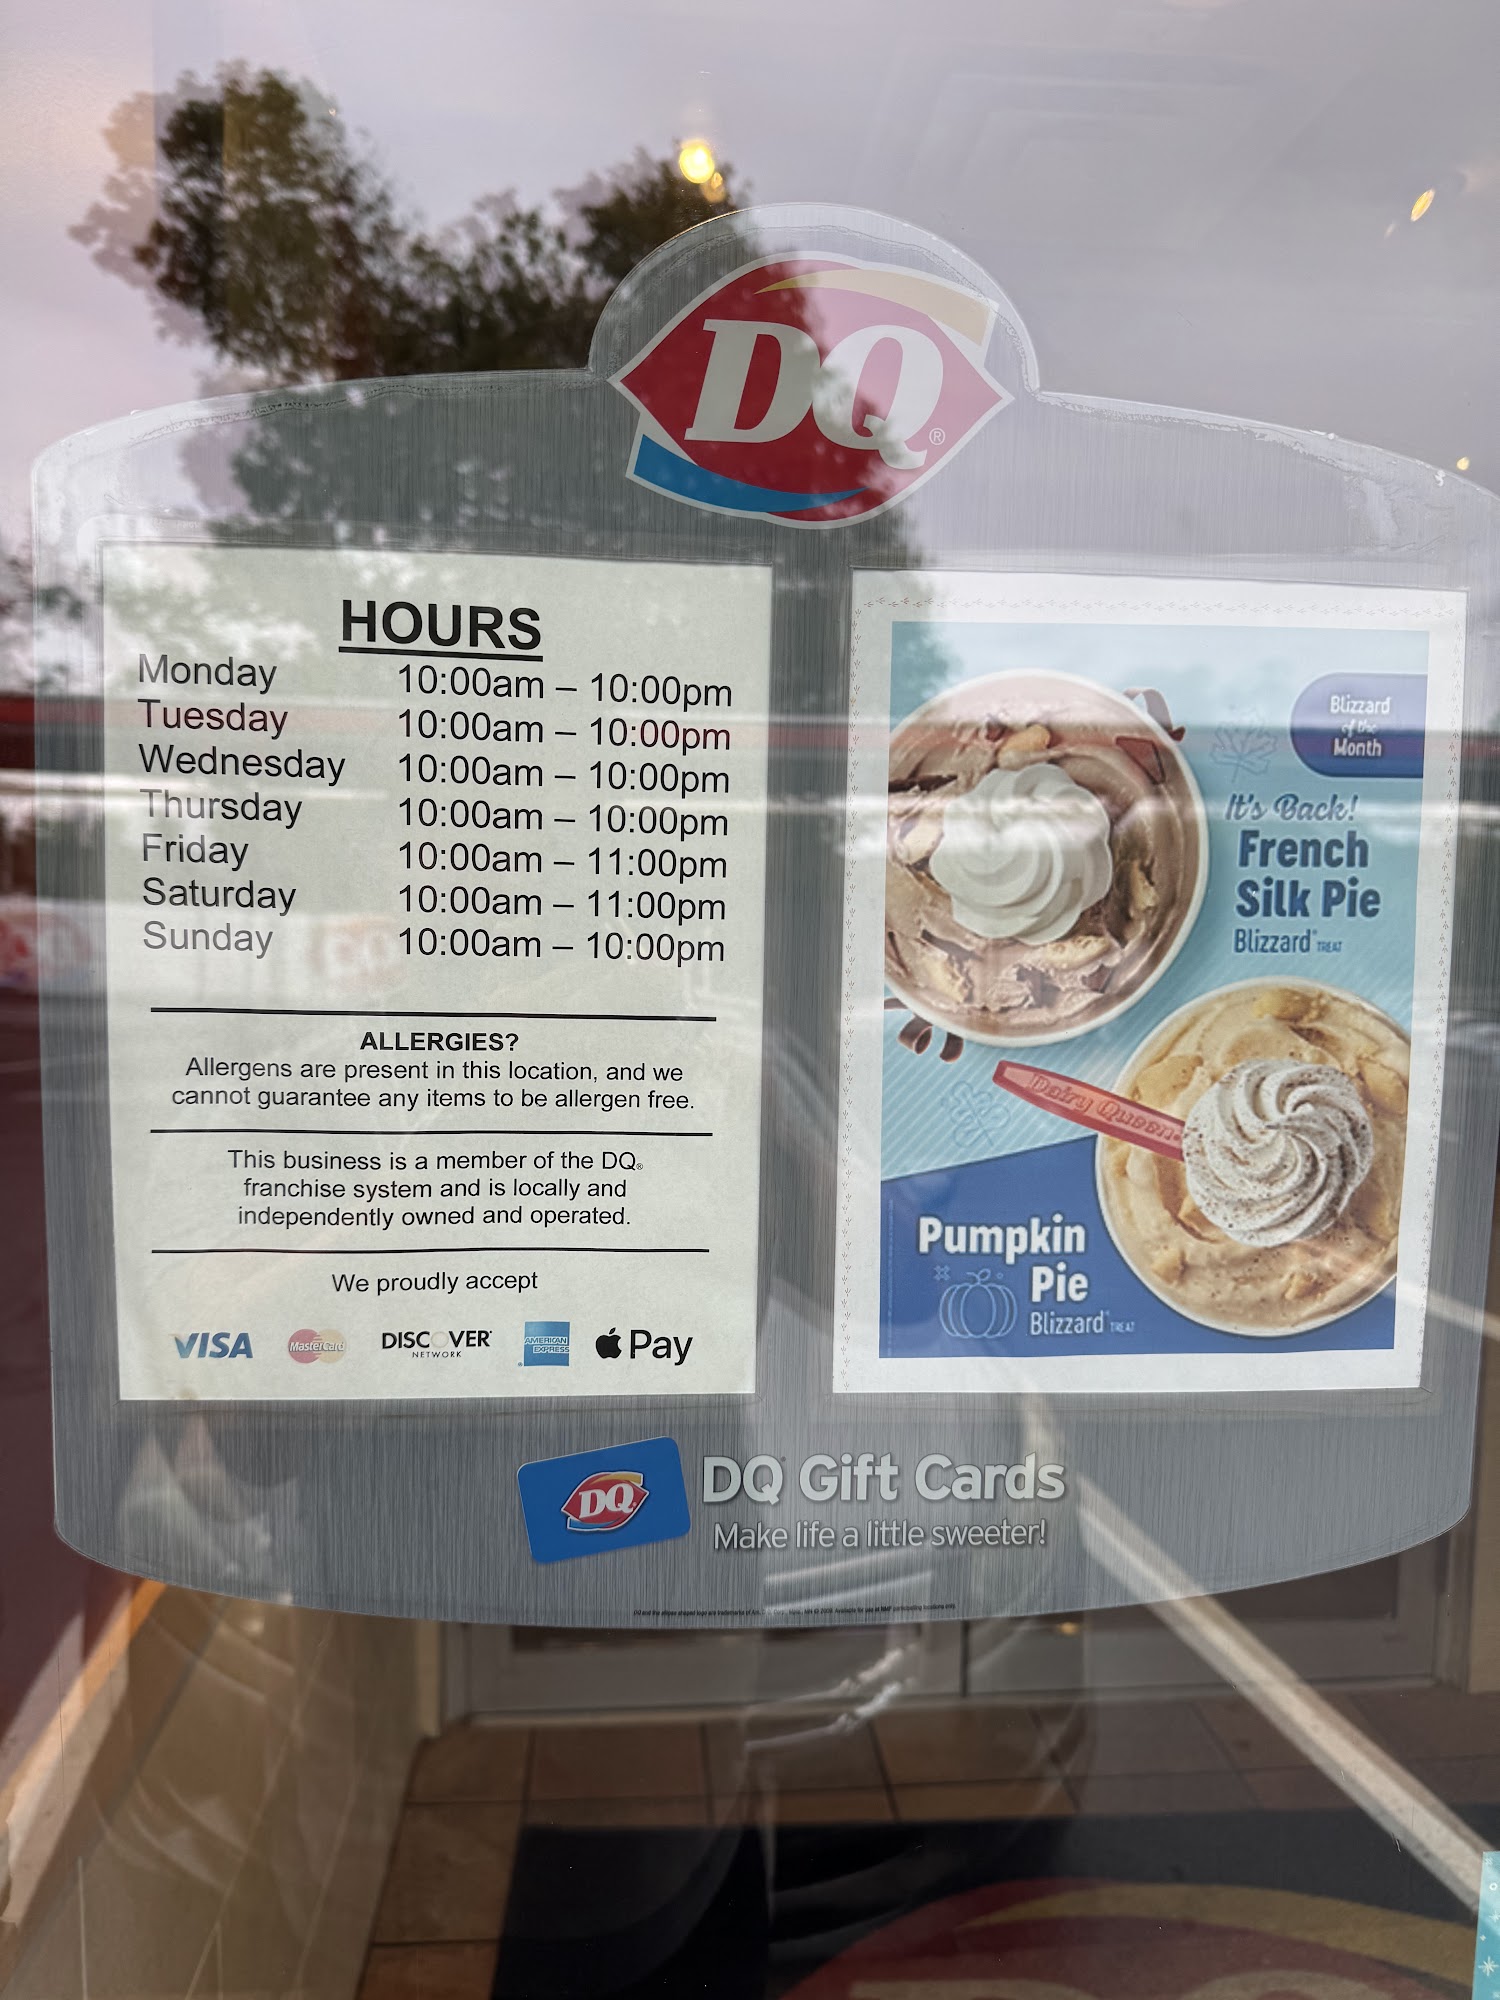 DQ®
HOURS
Monday 10:00am – 10:00pm
Tuesday 10:00am – 10:00pm
Wednesday 10:00am – 10:00pm
Thursday 10:00am – 10:00pm
Friday 10:00am – 11:00pm
Saturday 10:00am – 11:00pm
Sunday 10:00am – 10:00pm
ALLERGIES?
Allergens are present in this location, and we
cannot guarantee any items to be allergen free.
This business is a member of the DQ®
franchise system and is locally and
independently owned and operated.
We proudly accept
VISA MasterCard DISCOVER NETWORK AMERICAN EXPRESS Pay
Blizzard
of the
Month
It's Back!
French
Silk Pie
Blizzard® TREAT
Dairy Queen
Pumpkin
Pie
Blizzard® TREAT
DQ
DQ Gift Cards
Make life a little sweeter!